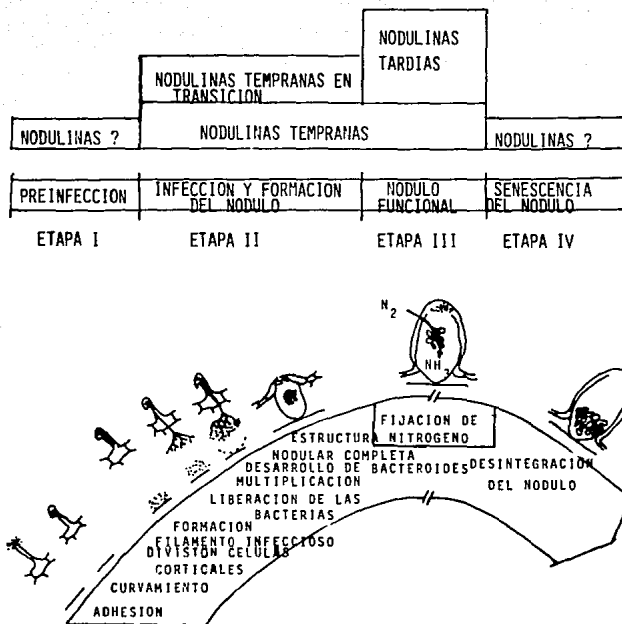 NODULINAS
TARDIAS
NODULINAS TEMPRANAS EN
TRANSICION
NODULINAS ?
NODULINAS TEMPRANAS
NODULINAS ?
PREINFECCION
INFECCION Y FORMACION
DEL NODULO
NODULO
FUNCIONAL
SENESCENCIA
DEL NODULO
ETAPA I
ETAPA II
ETAPA III
ETAPA IV
N2
NH3
FIJACION DE
NITROGENO
ESTRUCTURA
NODULAR COMPLETA
DESARROLLO DE BACTEROIDES
MULTIPLICACION
LIBERACION DE LAS
BACTERIAS
FORMACION
FILAMENTO INFECCIOSO
DIVISION CELULAS
CORTICALES
CURVAMIENTO
ADHESION
DESINTEGRACION
DEL NODULO